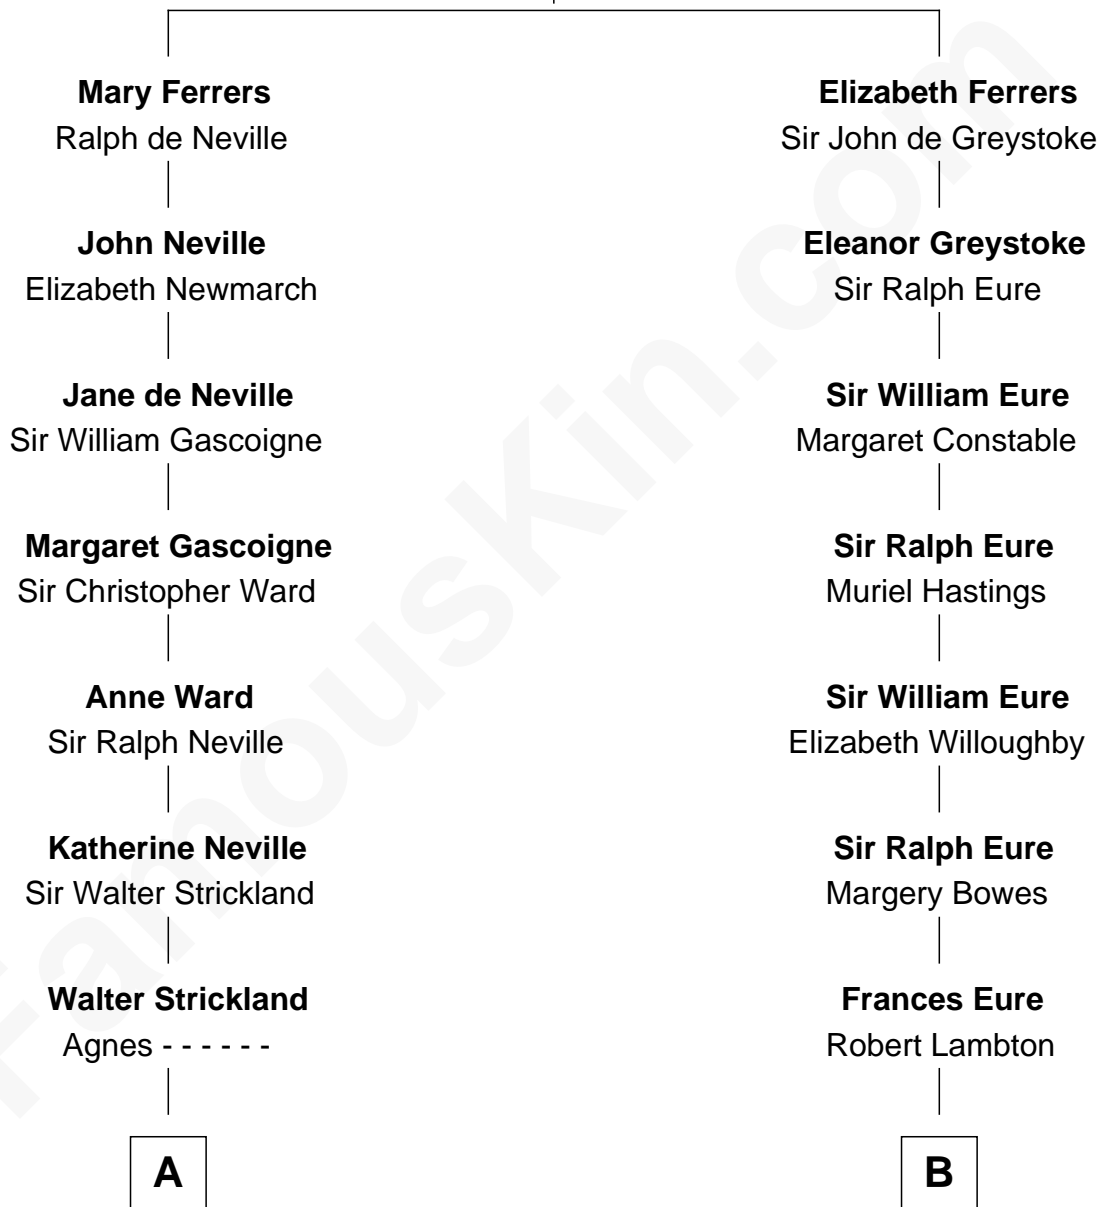 Mary Ferrers
Ralph de Neville
John Neville
Elizabeth Newmarch
Jane de Neville
Sir William Gascoigne
Margaret Gascoigne
Sir Christopher Ward
Anne Ward
Sir Ralph Neville
Katherine Neville
Sir Walter Strickland
Walter Strickland
Agnes - - - - - -
A
Elizabeth Ferrers
Sir John de Greystoke
Eleanor Greystoke
Sir Ralph Eure
Sir William Eure
Margaret Constable
Sir Ralph Eure
Muriel Hastings
Sir William Eure
Elizabeth Willoughby
Sir Ralph Eure
Margery Bowes
Frances Eure
Robert Lambton
B
FamousKin.com